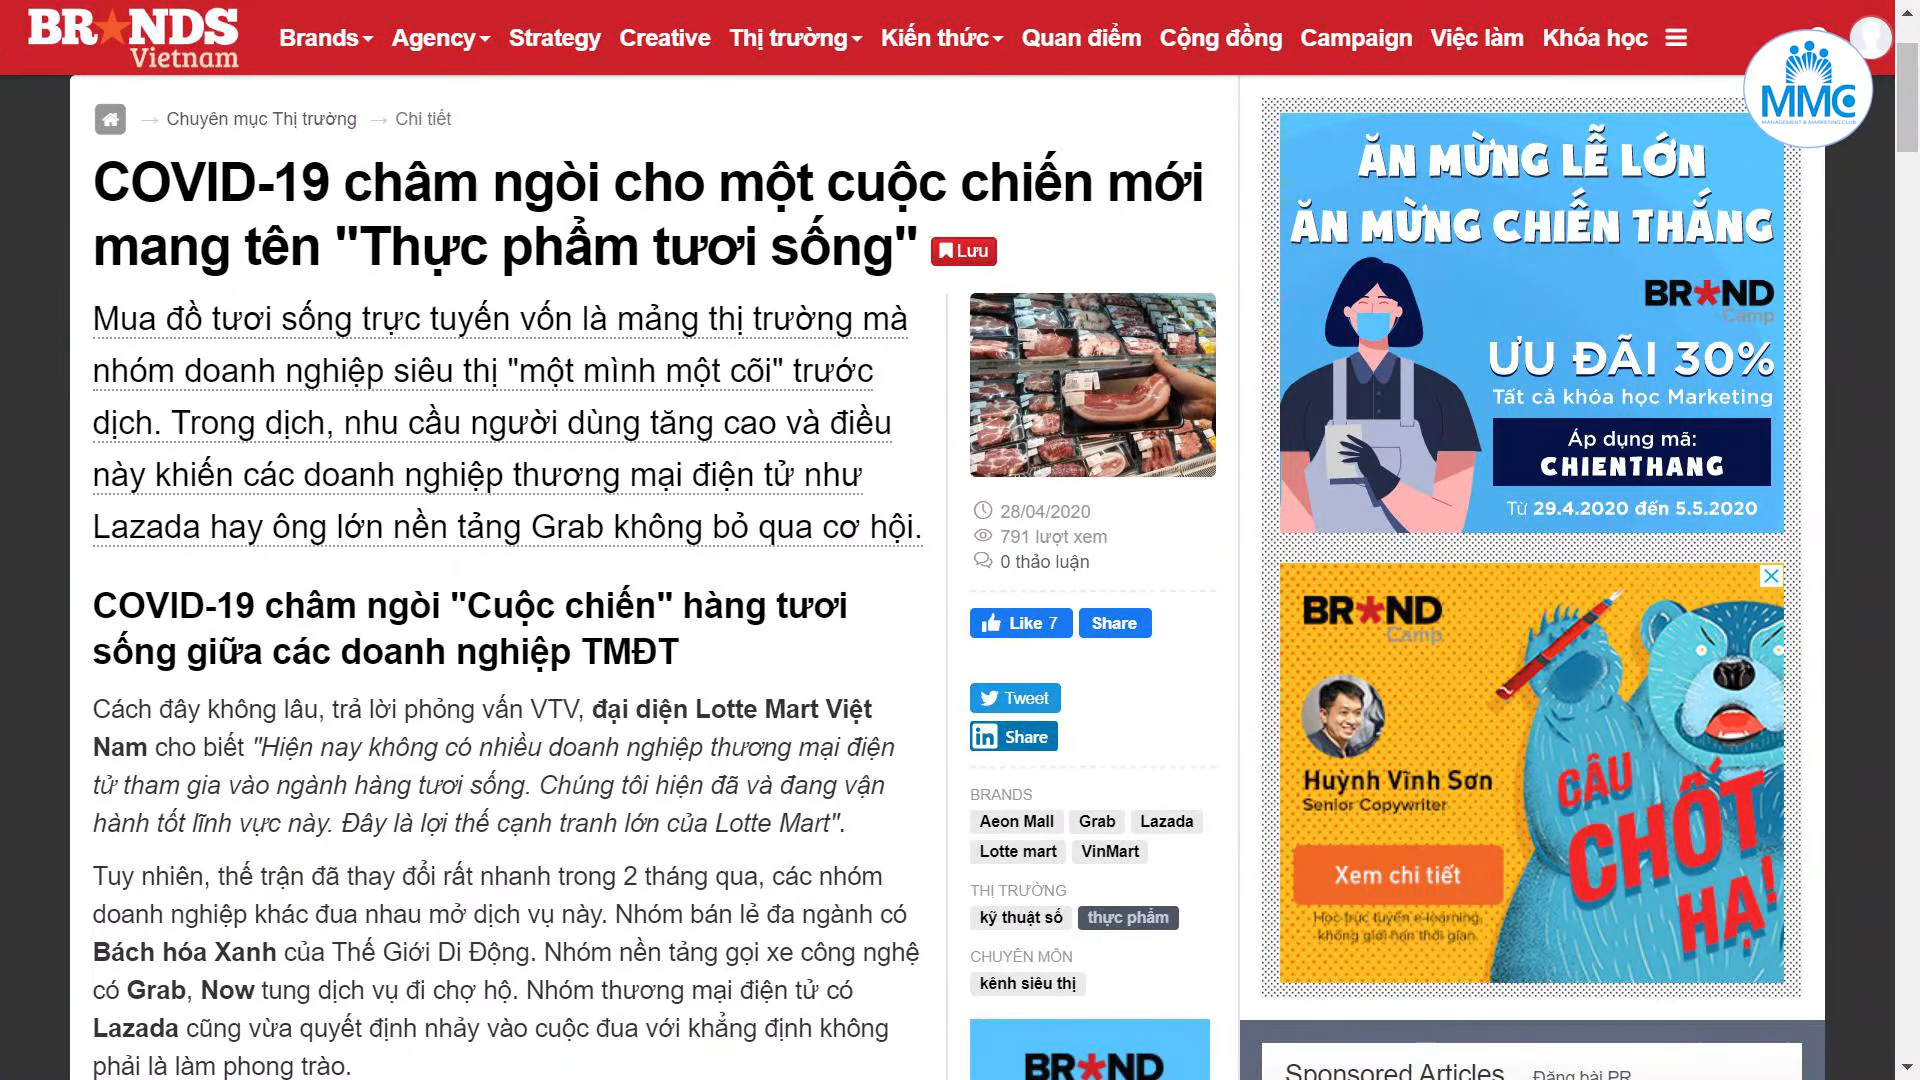 BRANDS
Vietnam
Brands Agency Strategy Creative Thị trường Kiến thức Quan điểm Cộng đồng Campaign Việc làm Khóa học
MMC
MANAGEMENT & MARKETING CLUB
→ Chuyên mục Thị trường → Chi tiết
COVID-19 châm ngòi cho một cuộc chiến mới
mang tên "Thực phẩm tươi sống" Lưu
Mua đồ tươi sống trực tuyến vốn là mảng thị trường mà
nhóm doanh nghiệp siêu thị "một mình một cõi" trước
dịch. Trong dịch, nhu cầu người dùng tăng cao và điều
này khiến các doanh nghiệp thương mại điện tử như
Lazada hay ông lớn nền tảng Grab không bỏ qua cơ hội.
COVID-19 châm ngòi "Cuộc chiến" hàng tươi
sống giữa các doanh nghiệp TMĐT
Cách đây không lâu, trả lời phỏng vấn VTV, đại diện Lotte Mart Việt
Nam cho biết "Hiện nay không có nhiều doanh nghiệp thương mại điện
tử tham gia vào ngành hàng tươi sống. Chúng tôi hiện đã và đang vận
hành tốt lĩnh vực này. Đây là lợi thế cạnh tranh lớn của Lotte Mart".
Tuy nhiên, thế trận đã thay đổi rất nhanh trong 2 tháng qua, các nhóm
doanh nghiệp khác đua nhau mở dịch vụ này. Nhóm bán lẻ đa ngành có
Bách hóa Xanh của Thế Giới Di Động. Nhóm nền tảng gọi xe công nghệ
có Grab, Now tung dịch vụ đi chợ hộ. Nhóm thương mại điện tử có
Lazada cũng vừa quyết định nhảy vào cuộc đua với khẳng định không
phải là làm phong trào.
28/04/2020
791 lượt xem
0 thảo luận
Like 7 Share
Tweet
in Share
BRANDS
Aeon Mall Grab Lazada
Lotte mart VinMart
THỊ TRƯỜNG
kỹ thuật số thực phẩm
CHUYÊN MÔN
kênh siêu thị
BRAND
ĂN MỪNG LỄ LỚN
ĂN MỪNG CHIẾN THẮNG
BRAND
Camp
ƯU ĐÃI 30%
Tất cả khóa học Marketing
Áp dụng mã:
CHIENTHANG
Từ 29.4.2020 đến 5.5.2020
BRAND
Camp
Huỳnh Vĩnh Sơn
Senior Copywriter
CÂU
CHỐT
HẠ!
Xem chi tiết
Học trực tuyến e-learning,
không giới hạn thời gian.
Sponsored Articles Đăng bài PR